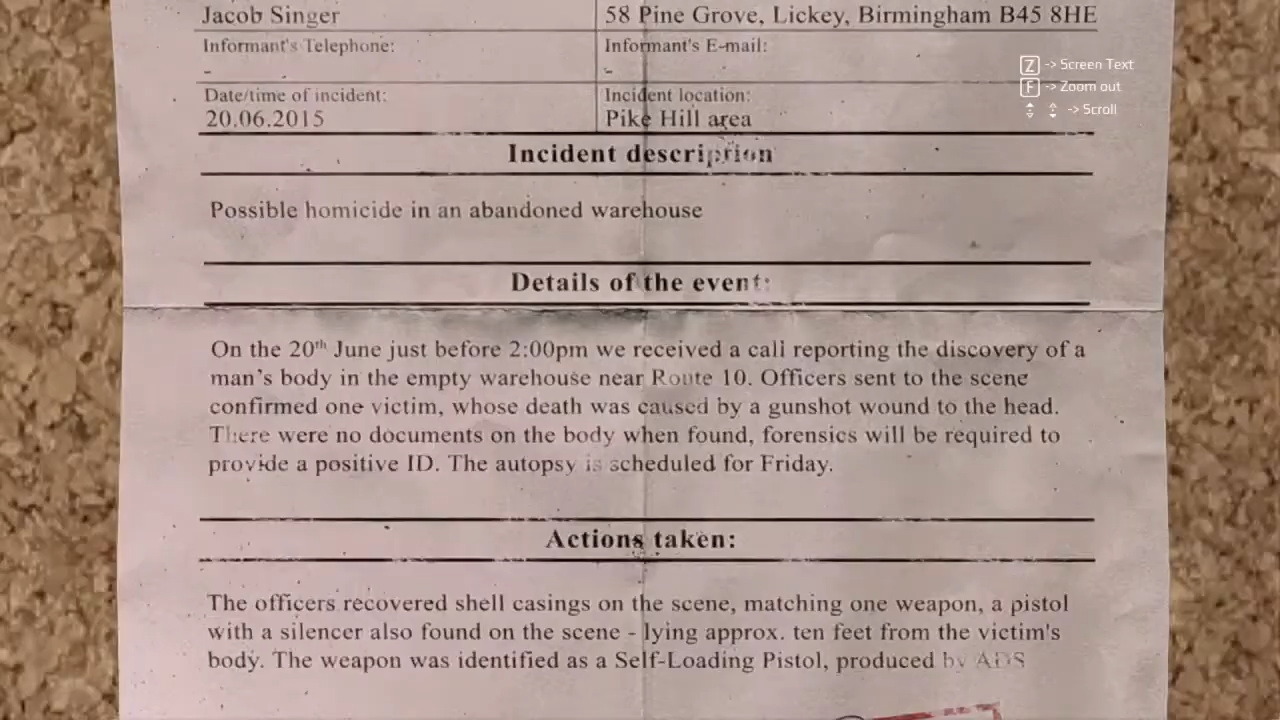 Jacob Singer
58 Pine Grove, Lickey, Birmingham B45 8HE
Informant's Telephone:
Informant's E-mail:
-
-
Z -> Screen Text
F -> Zoom out
-> Scroll
Date/time of incident:
Incident location:
20.06.2015
Pike Hill area
Incident description
Possible homicide in an abandoned warehouse
Details of the event:
On the 20th June just before 2:00pm we received a call reporting the discovery of a
man's body in the empty warehouse near Route 10. Officers sent to the scene
confirmed one victim, whose death was caused by a gunshot wound to the head.
There were no documents on the body when found, forensics will be required to
provide a positive ID. The autopsy is scheduled for Friday.
Actions taken:
The officers recovered shell casings on the scene, matching one weapon, a pistol
with a silencer also found on the scene - lying approx. ten feet from the victim's
body. The weapon was identified as a Self-Loading Pistol, produced by ADS